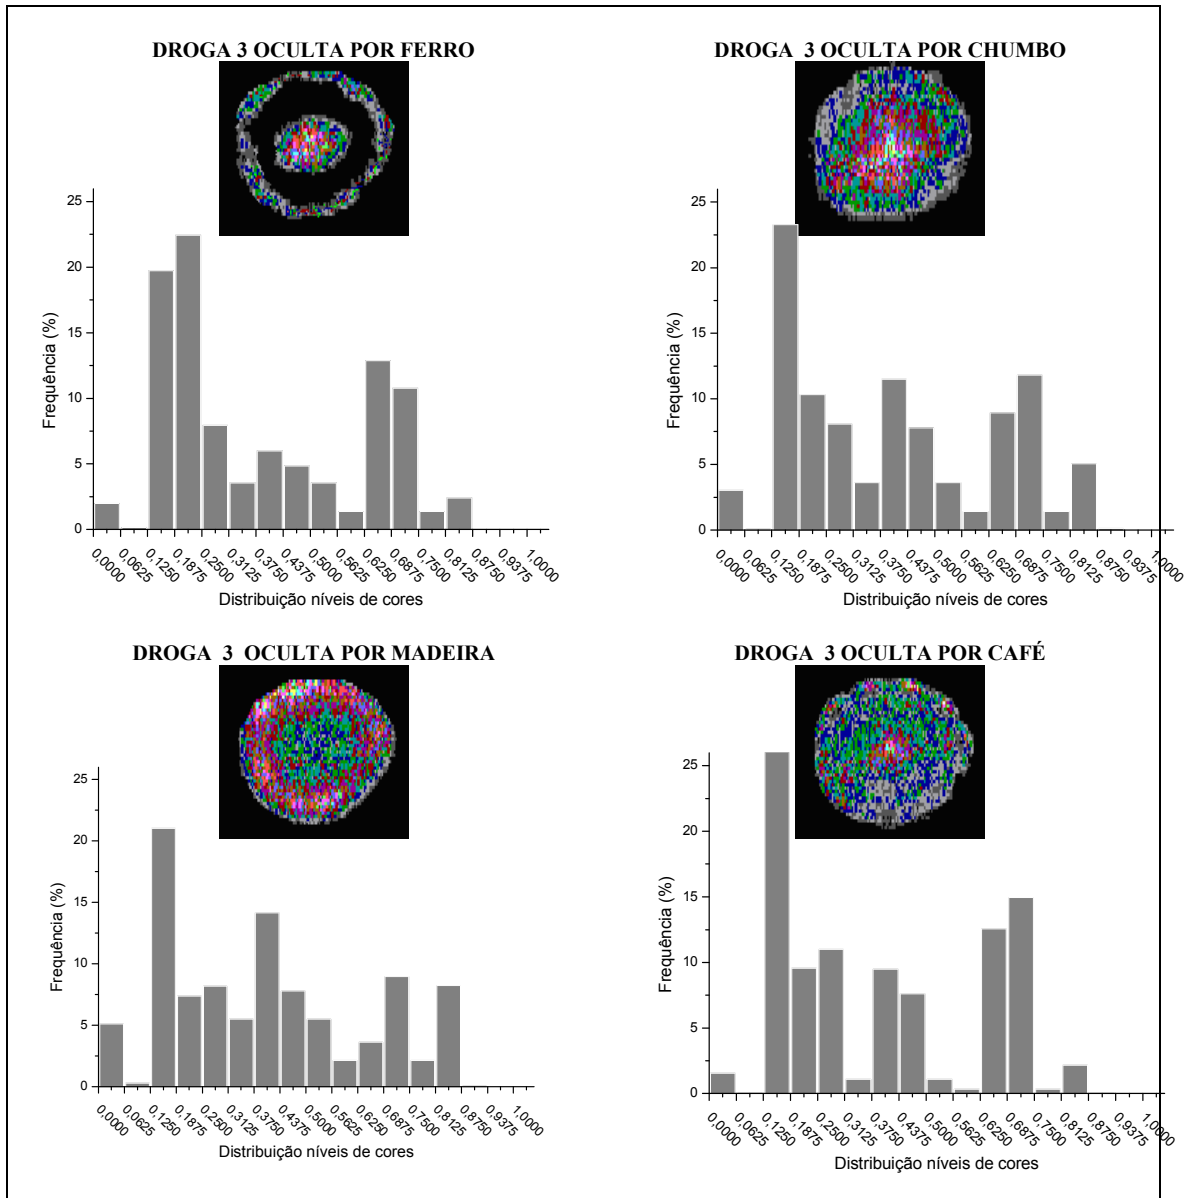 DROGA 3 OCULTA POR FERRO
25
20
15
10
5
0
Frequência (%)
0,0000 0,0625 0,1250 0,1875 0,2500 0,3125 0,3750 0,4375 0,5000 0,5625 0,6250 0,6875 0,7500 0,8125 0,8750 0,9375 1,0000
Distribuição níveis de cores
DROGA 3 OCULTA POR CHUMBO
25
20
15
10
5
0
Frequência (%)
0,0000 0,0625 0,1250 0,1875 0,2500 0,3125 0,3750 0,4375 0,5000 0,5625 0,6250 0,6875 0,7500 0,8125 0,8750 0,9375 1,0000
Distribuição níveis de cores
DROGA 3 OCULTA POR MADEIRA
25
20
15
10
5
0
Frequência (%)
0,0000 0,0625 0,1250 0,1875 0,2500 0,3125 0,3750 0,4375 0,5000 0,5625 0,6250 0,6875 0,7500 0,8125 0,8750 0,9375 1,0000
Distribuição níveis de cores
DROGA 3 OCULTA POR CAFÉ
25
20
15
10
5
0
Frequência (%)
0,0000 0,0625 0,1250 0,1875 0,2500 0,3125 0,3750 0,4375 0,5000 0,5625 0,6250 0,6875 0,7500 0,8125 0,8750 0,9375 1,0000
Distribuição níveis de cores